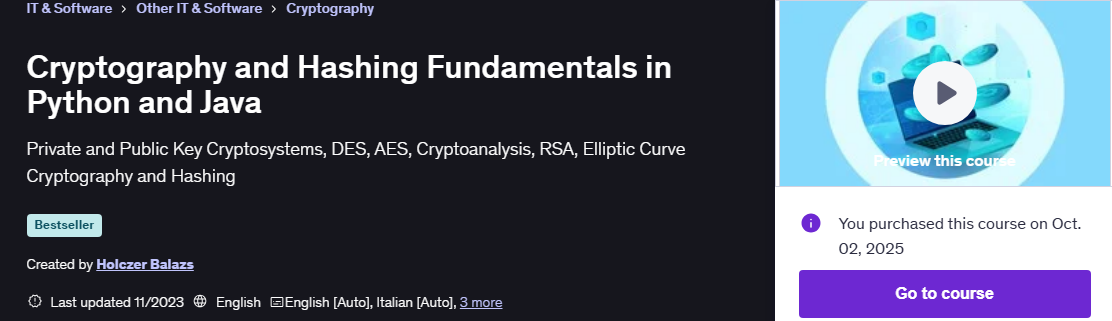 IT & Software > Other IT & Software > Cryptography
Cryptography and Hashing Fundamentals in
Python and Java
Private and Public Key Cryptosystems, DES, AES, Cryptoanalysis, RSA, Elliptic Curve
Cryptography and Hashing
Bestseller
Created by Holczer Balazs
Last updated 11/2023 English English [Auto], Italian [Auto], 3 more
Preview this course
You purchased this course on Oct.
02, 2025
Go to course